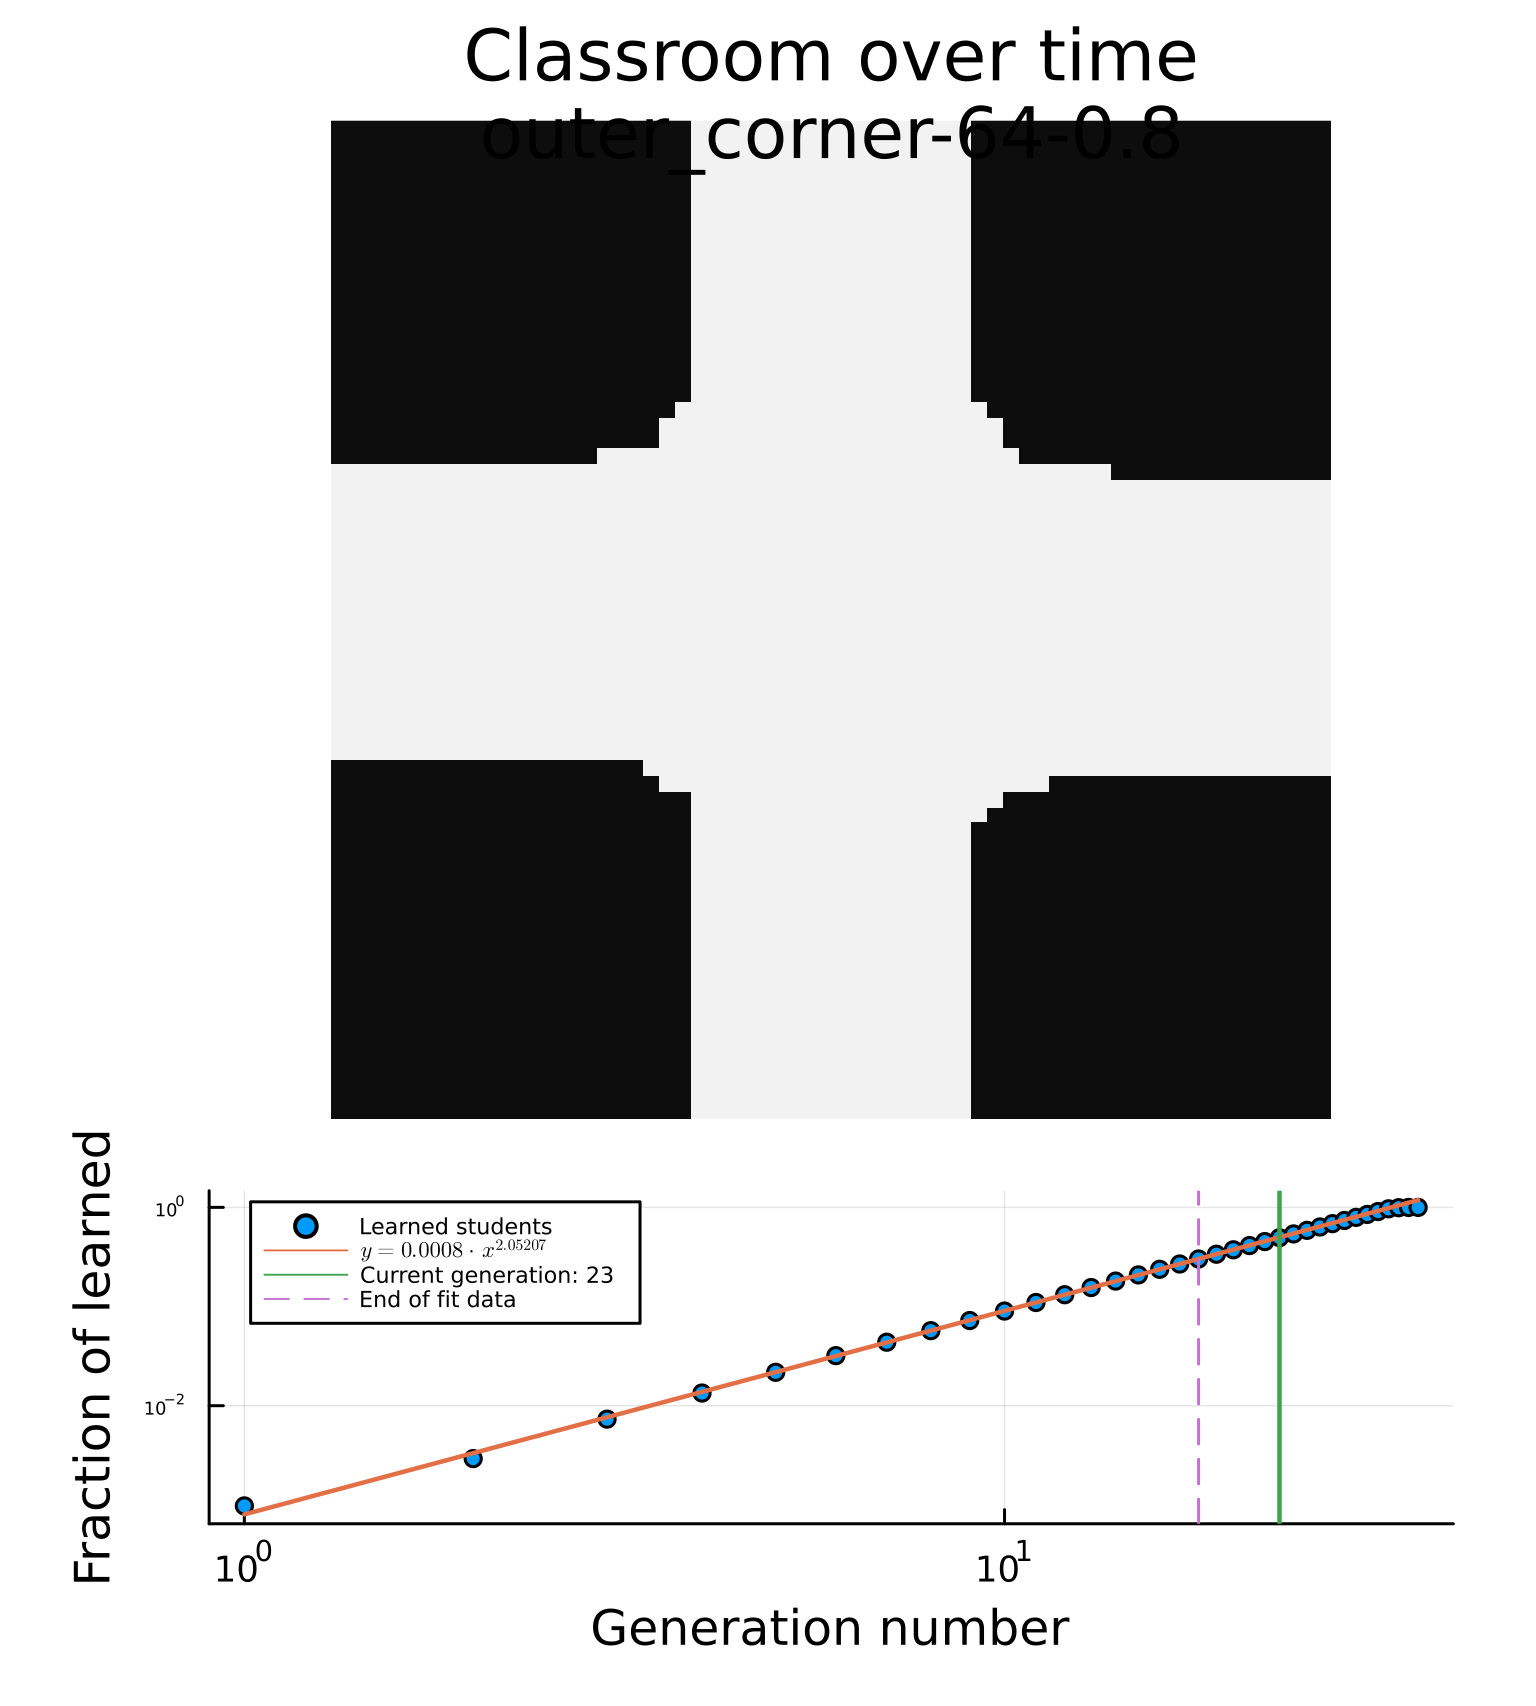 Classroom over time
outer_corner-64-0.8
Fraction of learned
10⁰
10⁻²
Learned students
y = 0.0008 · x^2.05207
Current generation: 23
End of fit data
10⁰
10¹
Generation number